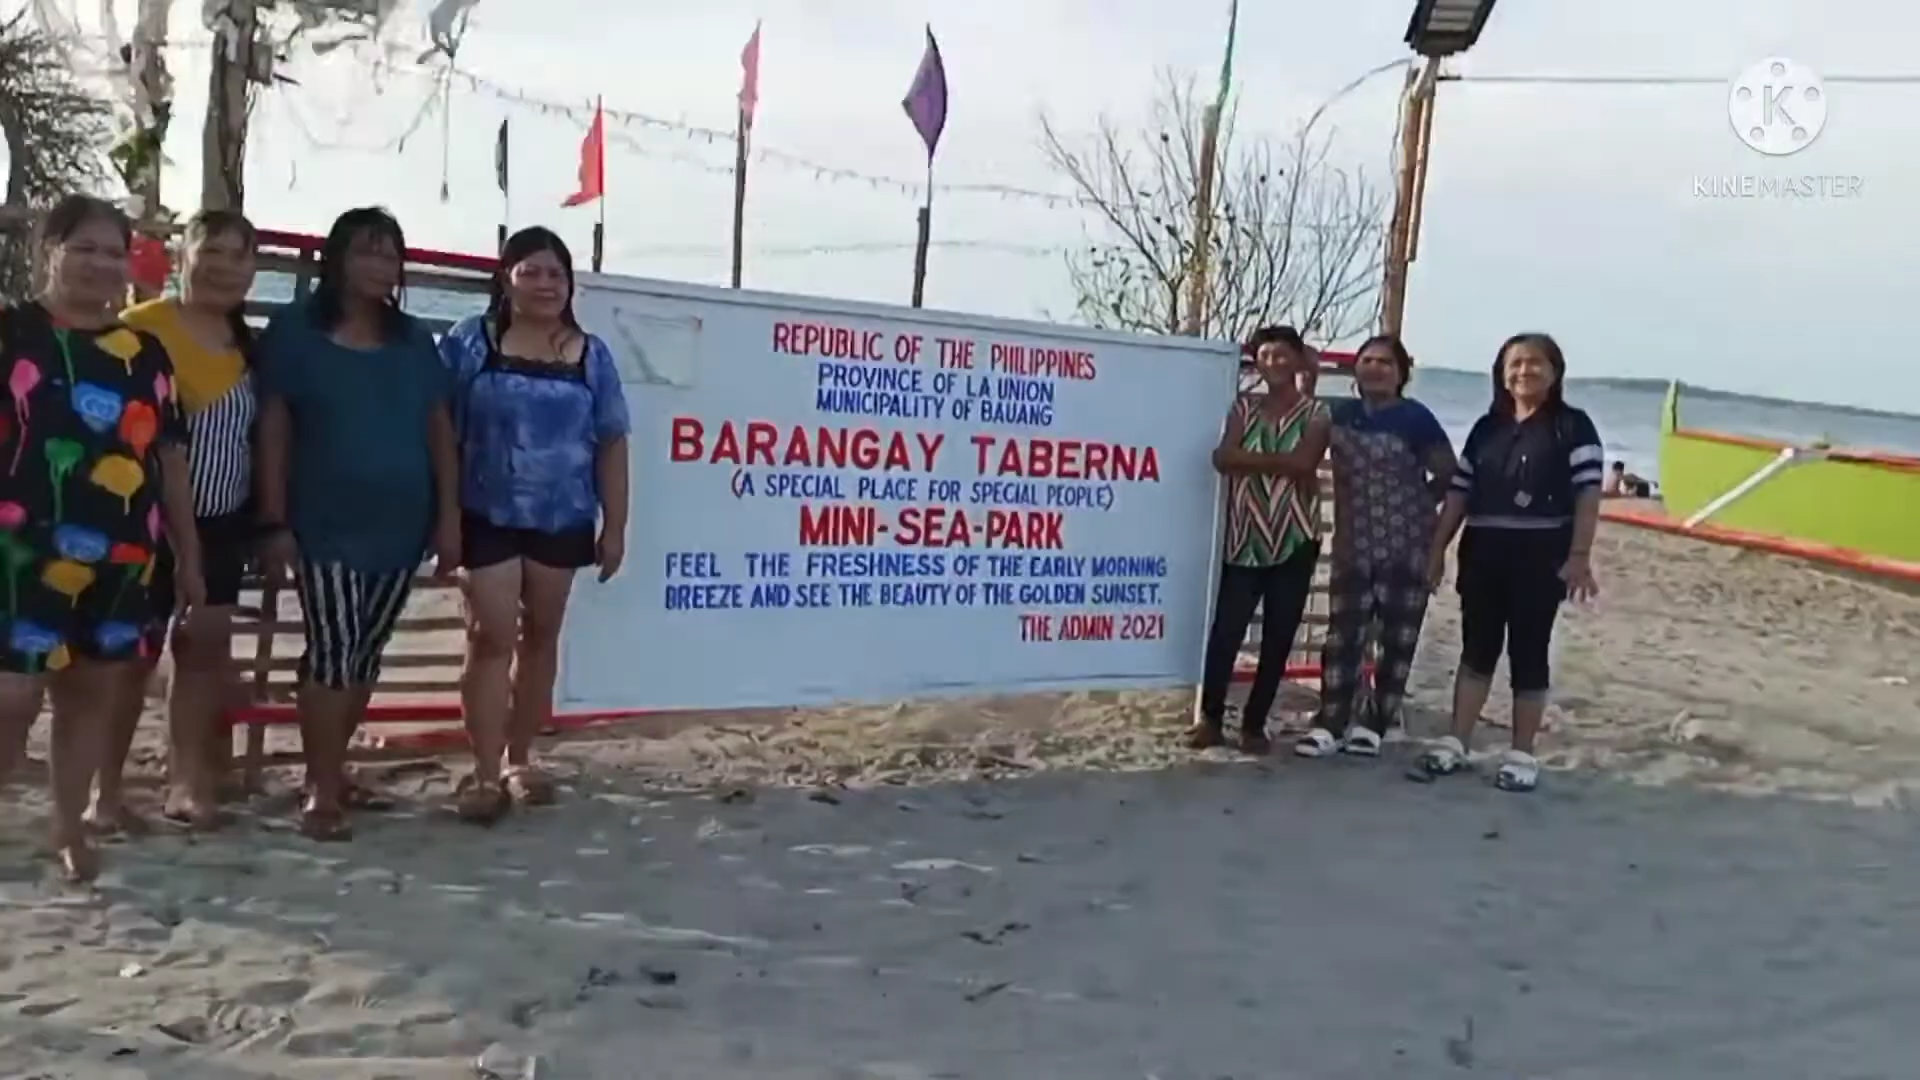 REPUBLIC OF THE PHILIPPINES
PROVINCE OF LA UNION
MUNICIPALITY OF BAUANG
BARANGAY TABERNA
(A SPECIAL PLACE FOR SPECIAL PEOPLE)
MINI-SEA-PARK
FEEL THE FRESHNESS OF THE EARLY MORNING
BREEZE AND SEE THE BEAUTY OF THE GOLDEN SUNSET.
THE ADMIN 2021
K
KINEMASTER